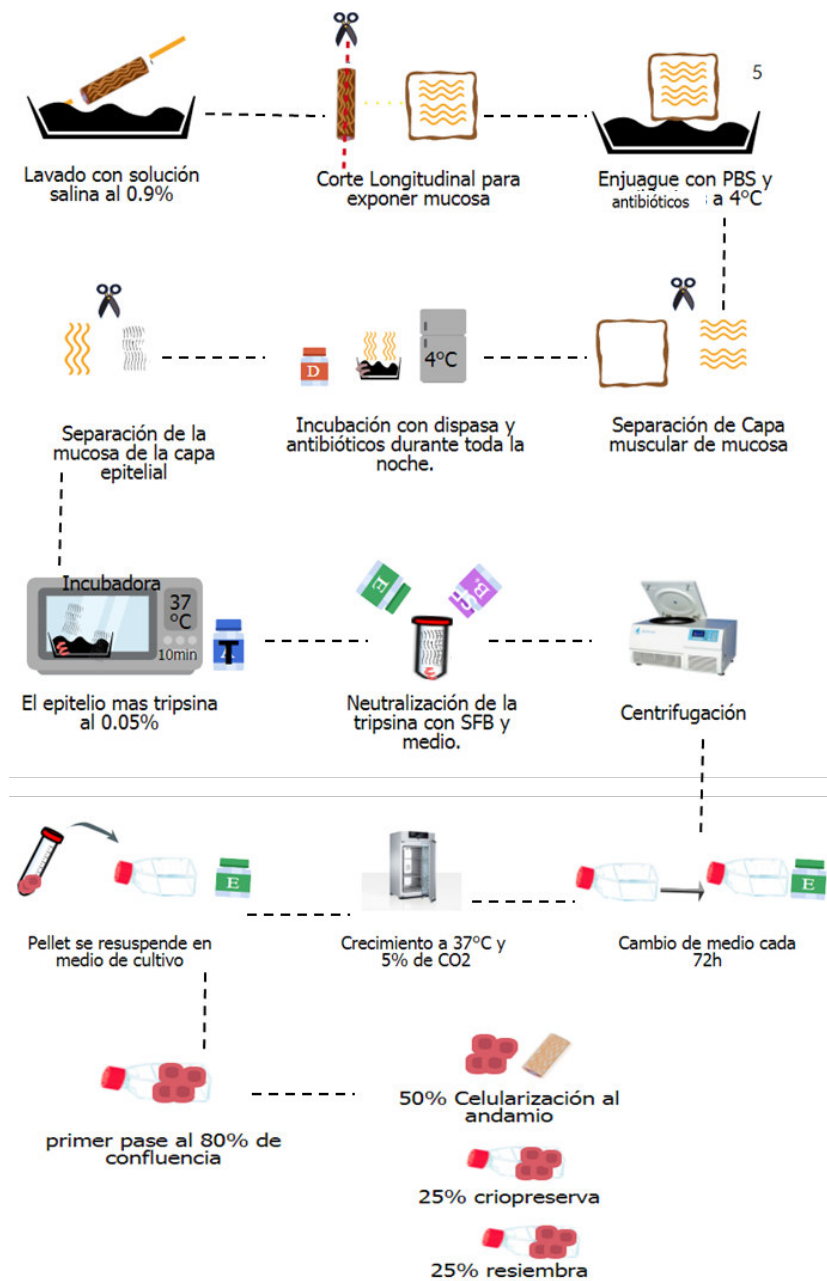 5
Lavado con solución
salina al 0.9%
Corte Longitudinal para
exponer mucosa
Enjuague con PBS y
antibióticos a 4°C
D
4°C
Separación de la
mucosa de la capa
epitelial
Incubación con dispasa y
antibióticos durante toda la
noche.
Separación de Capa
muscular de mucosa
Incubadora
37
°C
10min
T
E
El epitelio mas tripsina
al 0.05%
Neutralización de la
tripsina con SFB y
medio.
Centrifugación
E
E
Pellet se resuspende en
medio de cultivo
Crecimiento a 37°C y
5% de CO2
Cambio de medio cada
72h
primer pase al 80% de
confluencia
50% Celularización al
andamio
25% criopreserva
25% resiembra